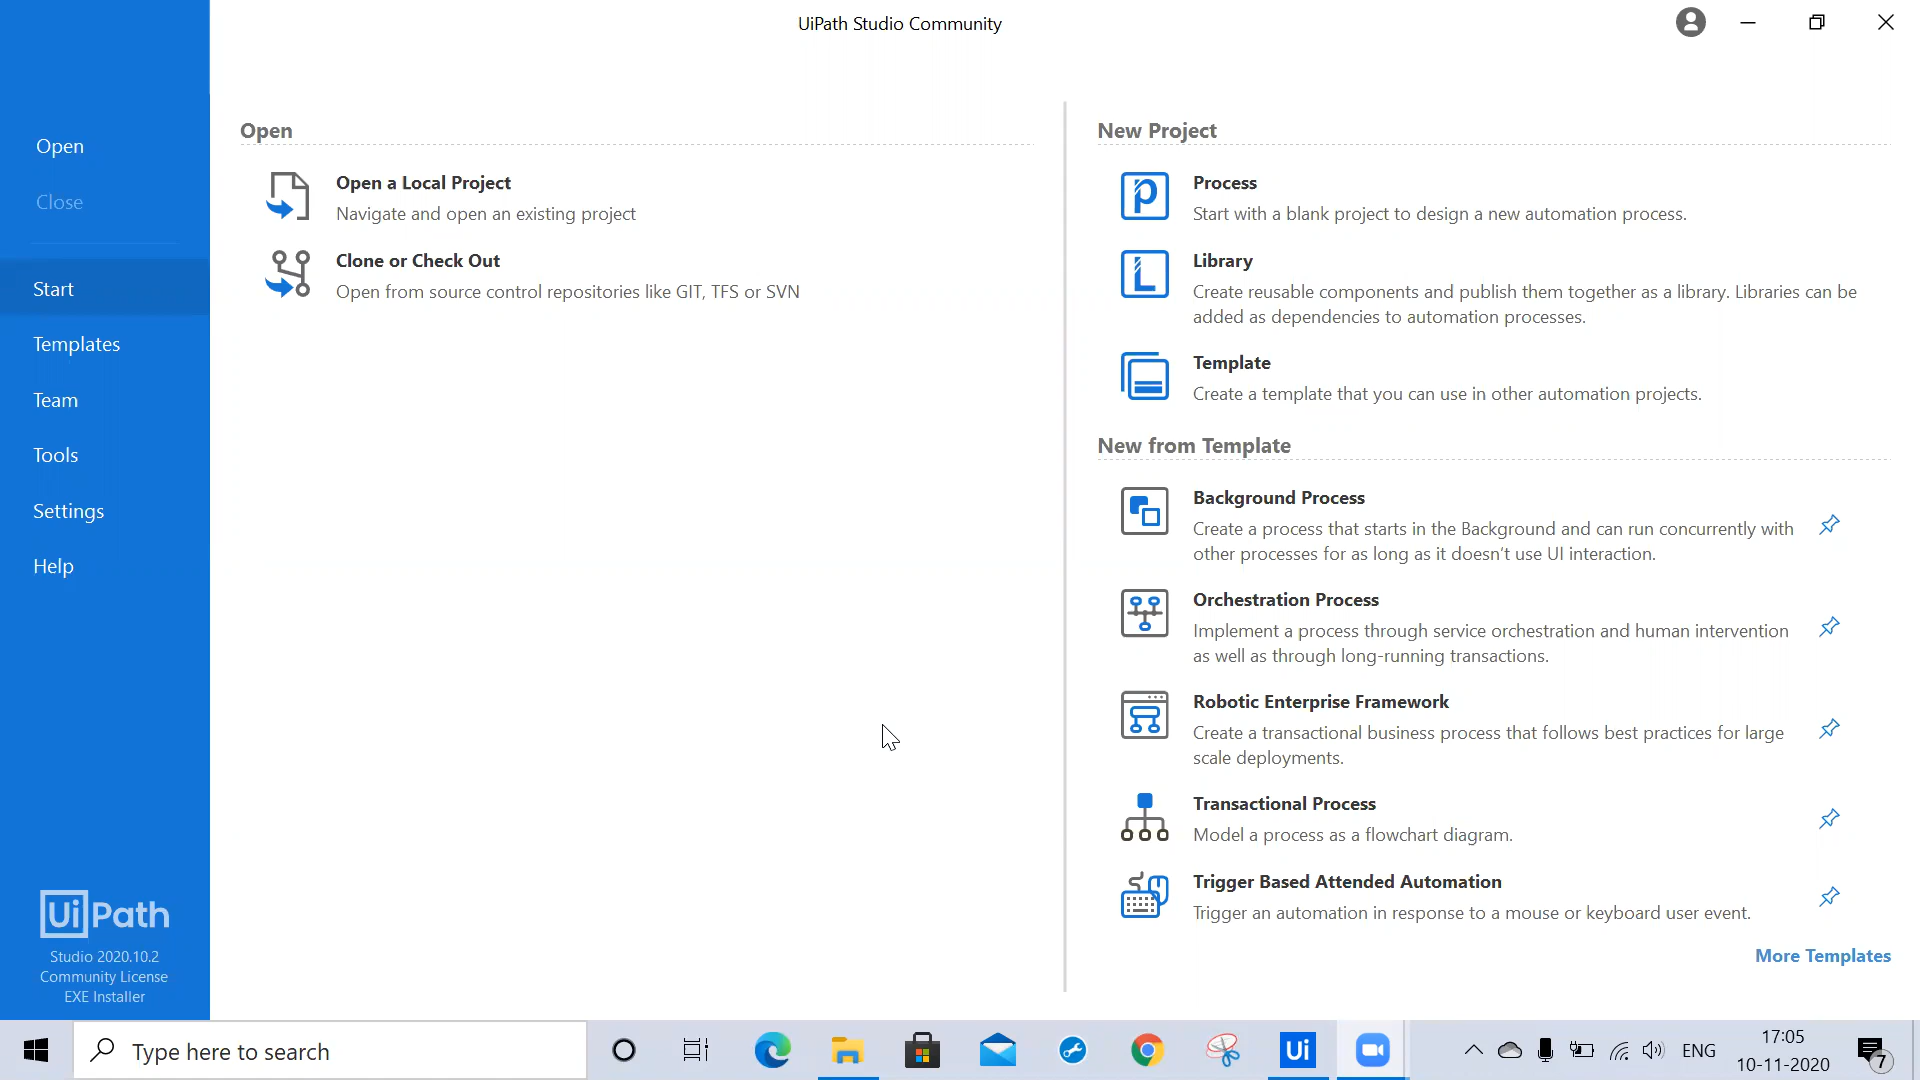 UiPath Studio Community
Open
Close
Start
Templates
Team
Tools
Settings
Help
UiPath
Studio 2020.10.2
Community License
EXE Installer
Open
Open a Local Project
Navigate and open an existing project
Clone or Check Out
Open from source control repositories like GIT, TFS or SVN
New Project
Process
Start with a blank project to design a new automation process.
Library
Create reusable components and publish them together as a library. Libraries can be
added as dependencies to automation processes.
Template
Create a template that you can use in other automation projects.
New from Template
Background Process
Create a process that starts in the Background and can run concurrently with
other processes for as long as it doesn't use UI interaction.
Orchestration Process
Implement a process through service orchestration and human intervention
as well as through long-running transactions.
Robotic Enterprise Framework
Create a transactional business process that follows best practices for large
scale deployments.
Transactional Process
Model a process as a flowchart diagram.
Trigger Based Attended Automation
Trigger an automation in response to a mouse or keyboard user event.
More Templates
Type here to search
Ui
ENG
17:05
10-11-2020
7